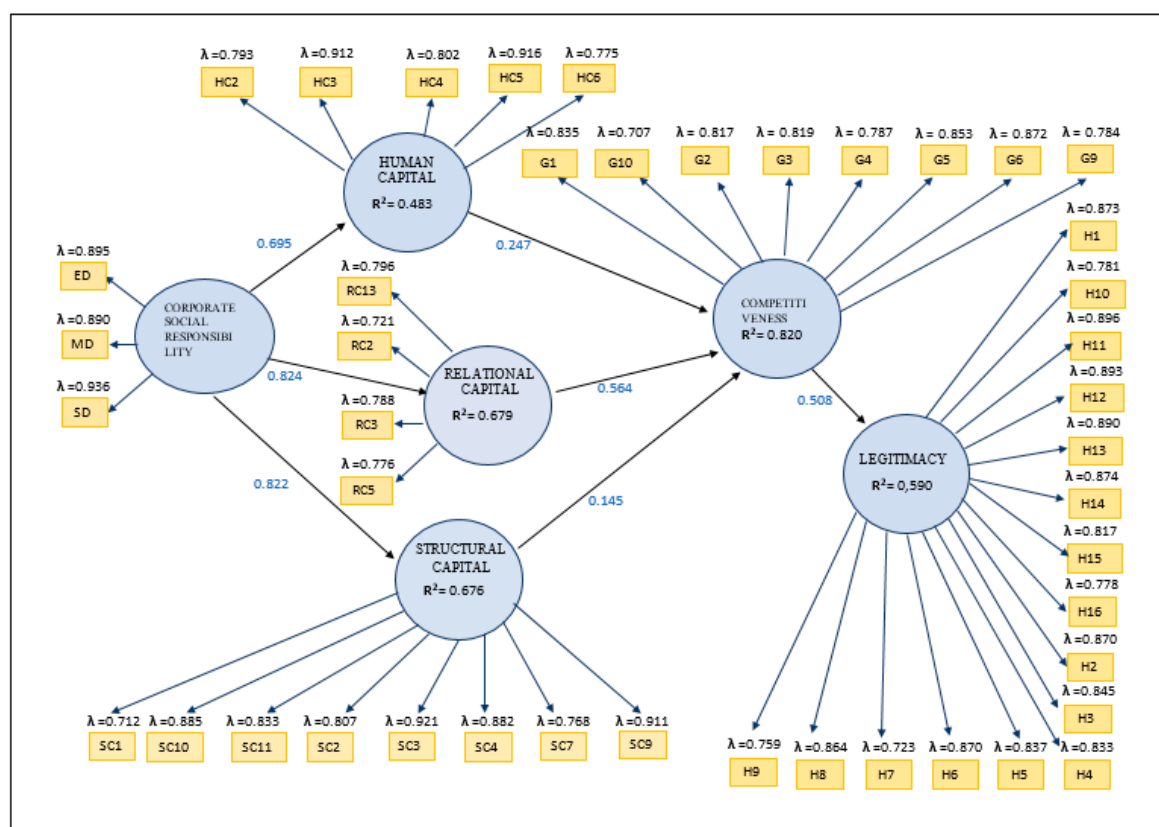 λ =0.793
HC2
λ =0.912
HC3
λ =0.802
HC4
λ =0.916
HC5
λ =0.775
HC6
HUMAN
CAPITAL
R²= 0.483
λ =0.835
G1
λ =0.707
G10
λ = 0.817
G2
λ = 0.819
G3
λ =0.787
G4
λ =0.853
G5
λ =0.872
G6
λ = 0.784
G9
0.695
0.247
λ =0.895
ED
λ =0.890
MD
λ =0.936
SD
CORPORATE
SOCIAL
RESPONSIBI
LITY
0.824
0.822
λ =0.796
RC13
λ =0.721
RC2
λ =0.788
RC3
λ =0.776
RC5
RELATIONAL
CAPITAL
R²= 0.679
0.564
COMPETITI
VENESS
R²= 0.820
0.508
0.145
LEGITIMACY
R²= 0,590
λ =0.873
H1
λ =0.781
H10
λ =0.896
H11
λ =0.893
H12
λ =0.890
H13
λ =0.874
H14
λ =0.817
H15
λ =0.778
H16
λ =0.870
H2
λ =0.845
H3
λ =0.833
H4
STRUCTURAL
CAPITAL
R²= 0.676
λ =0.712
SC1
λ =0.885
SC10
λ =0.833
SC11
λ =0.807
SC2
λ =0.921
SC3
λ =0.882
SC4
λ =0.768
SC7
λ =0.911
SC9
λ =0.759
H9
λ =0.864
H8
λ =0.723
H7
λ =0.870
H6
λ =0.837
H5